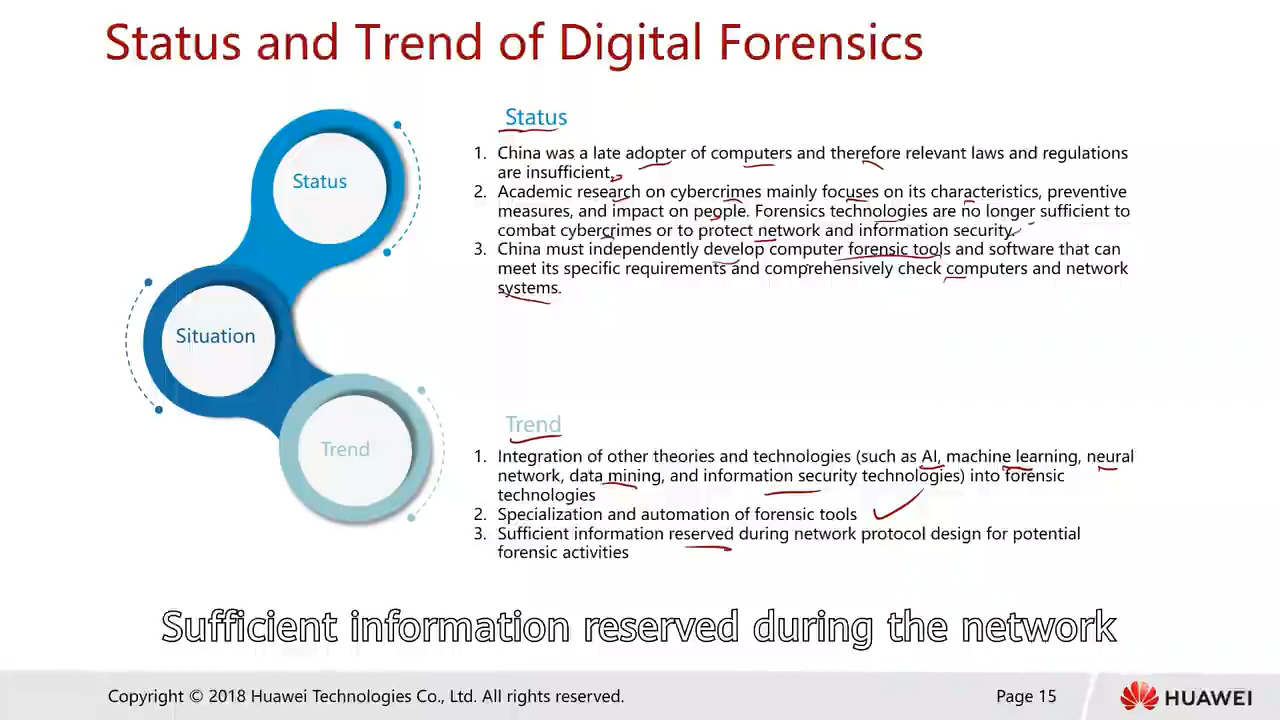 Status and Trend of Digital Forensics
Status
Situation
Trend
Status
1. China was a late adopter of computers and therefore relevant laws and regulations
are insufficient.
2. Academic research on cybercrimes mainly focuses on its characteristics, preventive
measures, and impact on people. Forensics technologies are no longer sufficient to
combat cybercrimes or to protect network and information security.
3. China must independently develop computer forensic tools and software that can
meet its specific requirements and comprehensively check computers and network
systems.
Trend
1. Integration of other theories and technologies (such as AI, machine learning, neural
network, data mining, and information security technologies) into forensic
technologies
2. Specialization and automation of forensic tools
3. Sufficient information reserved during network protocol design for potential
forensic activities
Sufficient information reserved during the network
Copyright © 2018 Huawei Technologies Co., Ltd. All rights reserved.
Page 15
HUAWEI